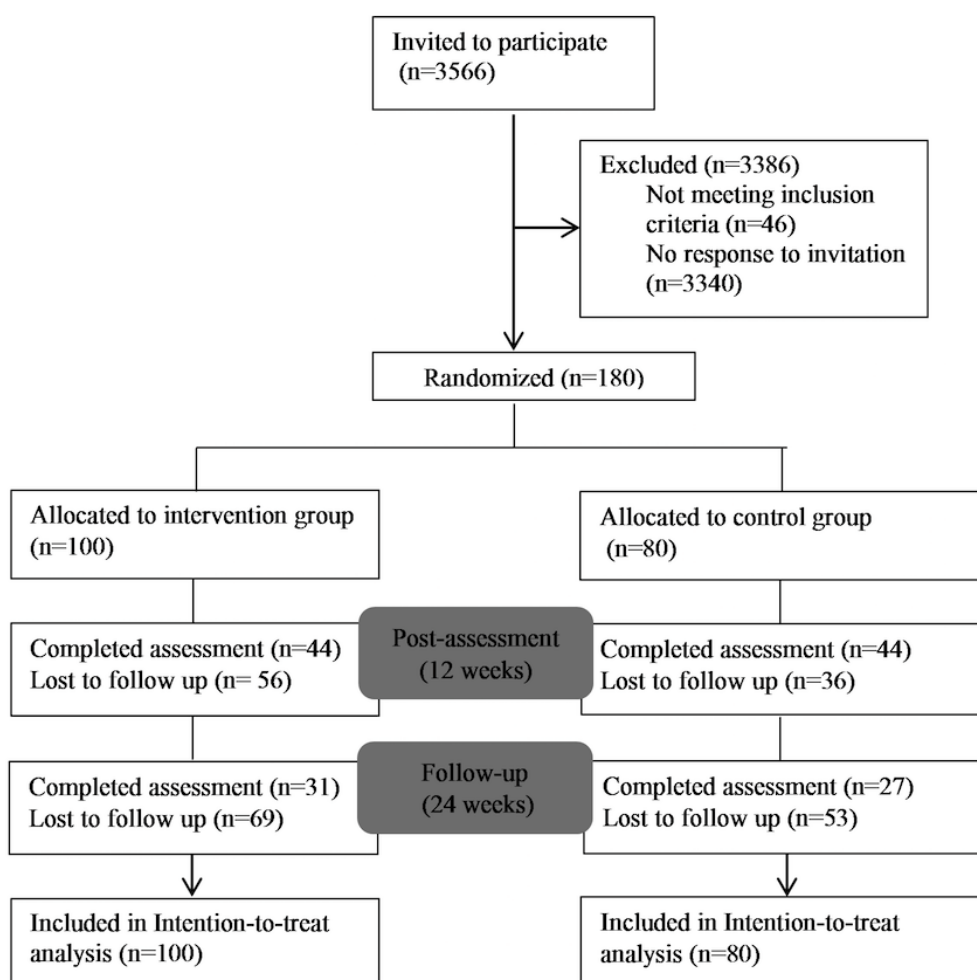 Invited to participate
(n=3566)
Excluded (n=3386)
Not meeting inclusion
criteria (n=46)
No response to invitation
(n=3340)
Randomized (n=180)
Allocated to intervention group
(n=100)
Allocated to control group
(n=80)
Completed assessment (n=44)
Lost to follow up (n= 56)
Post-assessment
(12 weeks)
Completed assessment (n=44)
Lost to follow up (n=36)
Completed assessment (n=31)
Lost to follow up (n=69)
Follow-up
(24 weeks)
Completed assessment (n=27)
Lost to follow up (n=53)
Included in Intention-to-treat
analysis (n=100)
Included in Intention-to-treat
analysis (n=80)